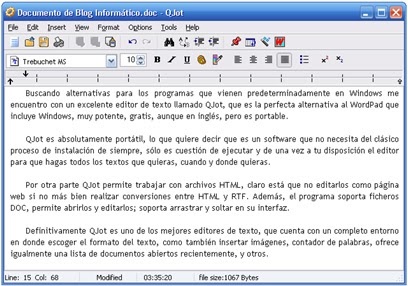 Documento de Blog Informático.doc - QJot
File Edit Insert View Format Options Tools Help
Trebuchet MS 10 B U
Buscando alternativas para los programas que vienen predeterminadamente en Windows me
encuentro con un excelente editor de texto llamado QJot, que es la perfecta alternativa al WordPad que
incluye Windows, muy potente, gratis, aunque en inglés, pero es portable.
QJot es absolutamente portátil, lo que quiere decir que es un software que no necesita del clásico
proceso de instalación de siempre, sólo es cuestión de ejecutar y de una vez a tu disposición el editor
para que hagas todos los textos que quieras, cuando y donde quieras.
Por otra parte QJot permite trabajar con archivos HTML, claro está que no editarlos como página
web si no más bien realizar conversiones entre HTML y RTF. Además, el programa soporta ficheros
DOC, permite abrirlos y editarlos; soporta arrastrar y soltar en su interfaz.
Definitivamente QJot es uno de los mejores editores de texto, que cuenta con un completo entorno
en donde escoger el formato del texto, como también insertar imágenes, contador de palabras, ofrece
igualmente una lista de documentos abiertos recientemente, y otros.
Line: 15 Col: 68 Modified 03:35:20 file size:1067 Bytes